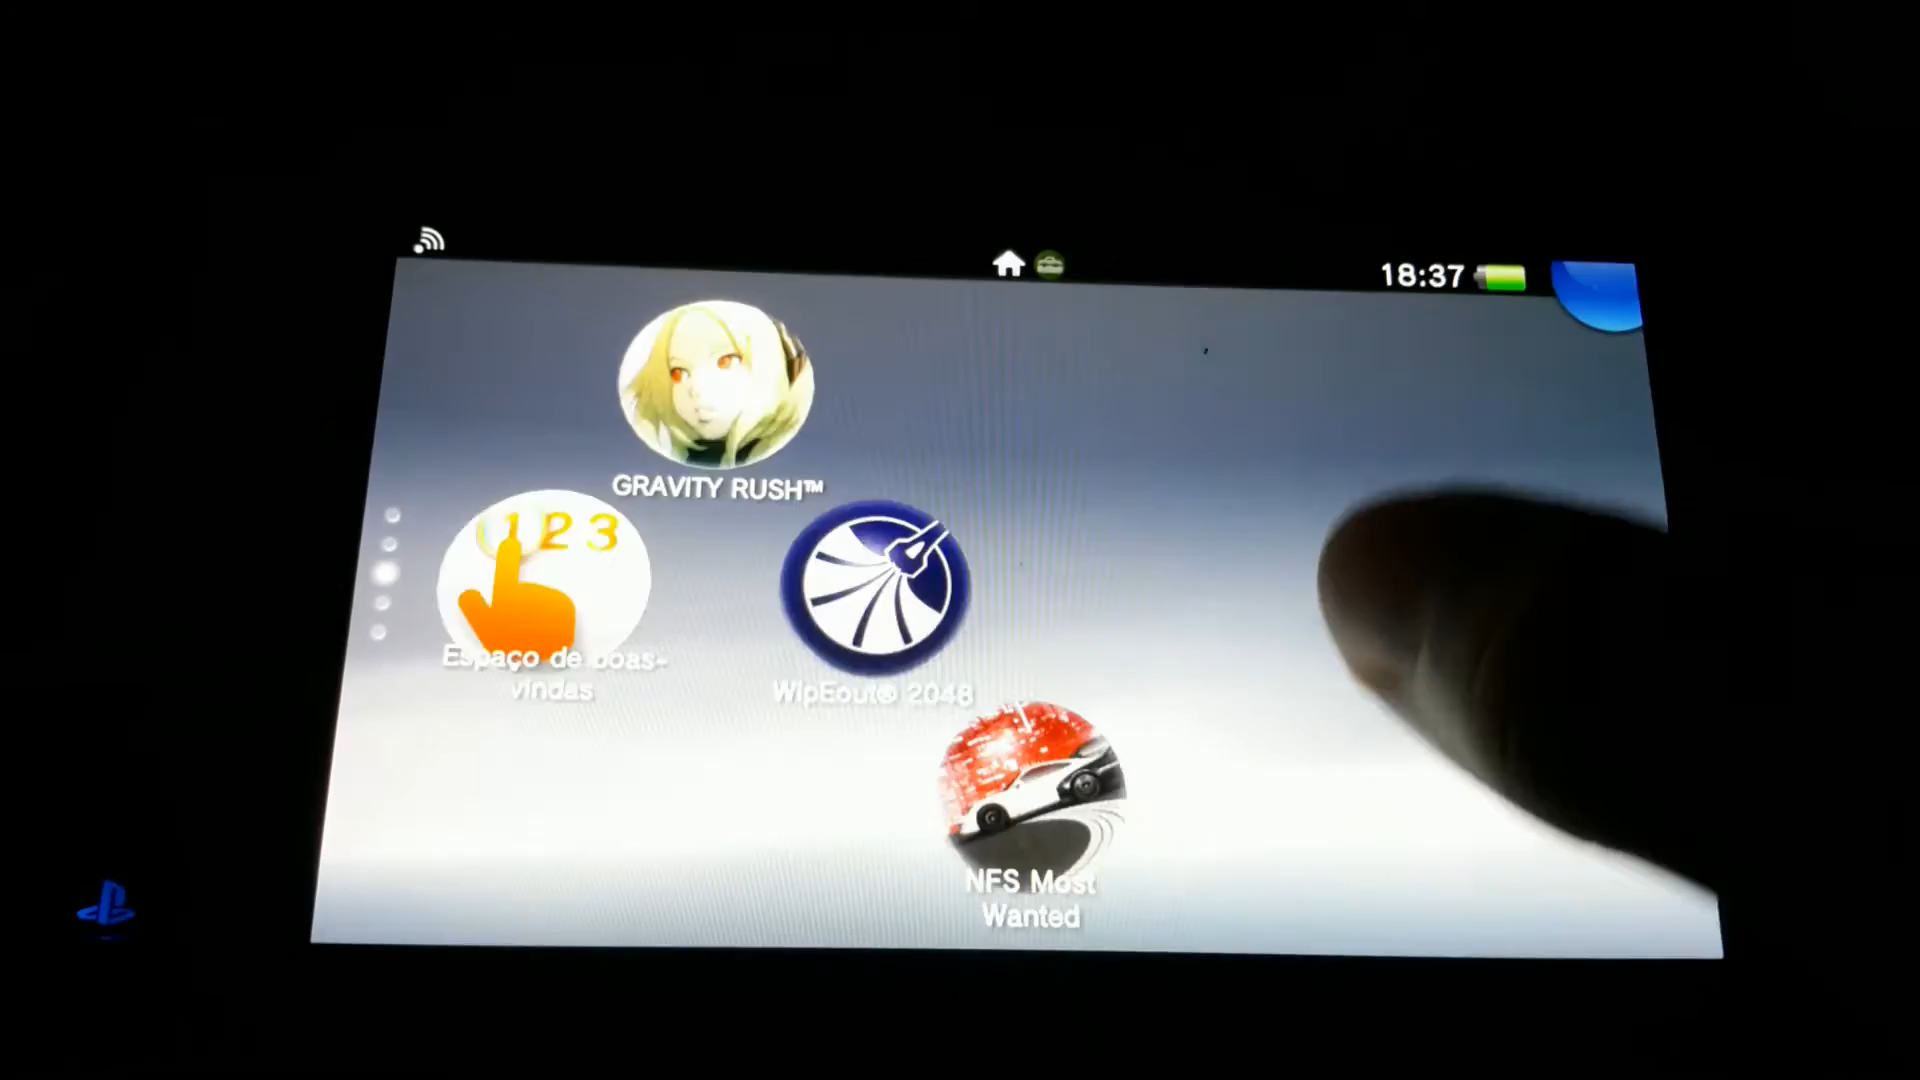 18:37
GRAVITY RUSH™
123
Espaço de boas-
vindas
WipEout® 2048
NFS Most
Wanted